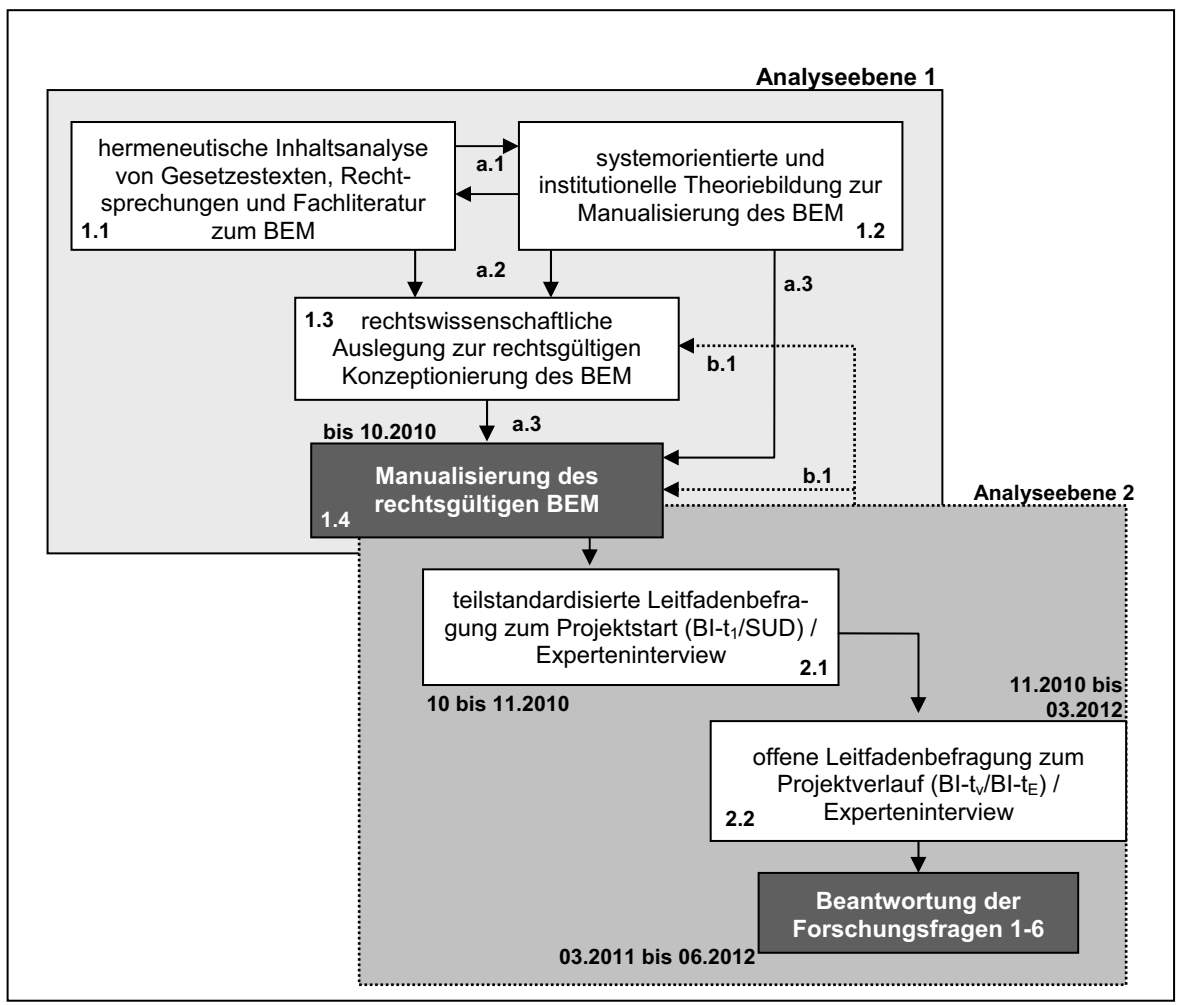 Analyseebene 1
hermeneutische Inhaltsanalyse
von Gesetzestexten, Recht-
sprechungen und Fachliteratur
zum BEM
1.1
a.1
systemorientierte und
institutionelle Theoriebildung zur
Manualisierung des BEM
1.2
a.2
a.3
1.3 rechtswissenschaftliche
Auslegung zur rechtsgültigen
Konzeptionierung des BEM
b.1
a.3
bis 10.2010
Manualisierung des
rechtsgültigen BEM
1.4
b.1
Analyseebene 2
teilstandardisierte Leitfadenbefra-
gung zum Projektstart (BI-t₁/SUD) /
Experteninterview
2.1
10 bis 11.2010
11.2010 bis
03.2012
offene Leitfadenbefragung zum
Projektverlauf (BI-tᵥ/BI-tE) /
Experteninterview
2.2
Beantwortung der
Forschungsfragen 1-6
03.2011 bis 06.2012